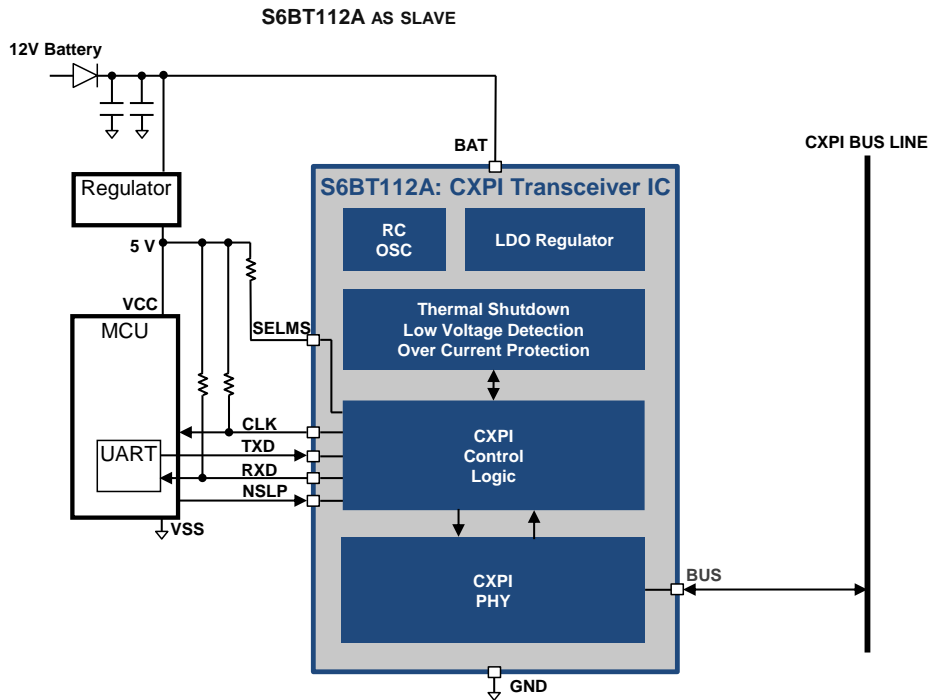 S6BT112A AS SLAVE
12V Battery
BAT
CXPI BUS LINE
Regulator
S6BT112A: CXPI Transceiver IC
RC
OSC
LDO Regulator
5 V
VCC
MCU
SELMS
Thermal Shutdown
Low Voltage Detection
Over Current Protection
CLK
TXD
RXD
NSLP
UART
CXPI
Control
Logic
VSS
CXPI
PHY
BUS
GND